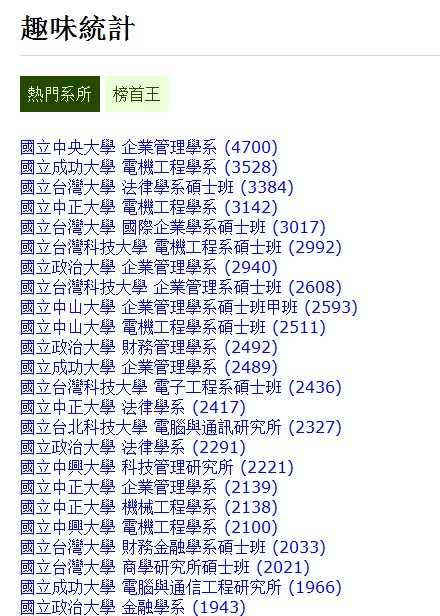 趣味統計
熱門系所 榜首王
國立中央大學 企業管理學系 (4700)
國立成功大學 電機工程學系 (3528)
國立台灣大學 法律學系碩士班 (3384)
國立中正大學 電機工程學系 (3142)
國立台灣大學 國際企業學系碩士班 (3017)
國立台灣科技大學 電機工程系碩士班 (2992)
國立政治大學 企業管理學系 (2940)
國立台灣科技大學 企業管理系碩士班 (2608)
國立中山大學 企業管理學系碩士班甲班 (2593)
國立中山大學 電機工程學系碩士班 (2511)
國立政治大學 財務管理學系 (2492)
國立成功大學 企業管理學系 (2489)
國立台灣科技大學 電子工程系碩士班 (2436)
國立中正大學 法律學系 (2417)
國立台北科技大學 電腦與通訊研究所 (2327)
國立政治大學 法律學系 (2291)
國立中興大學 科技管理研究所 (2221)
國立中正大學 企業管理學系 (2139)
國立中正大學 機械工程學系 (2138)
國立中興大學 電機工程學系 (2100)
國立台灣大學 財務金融學系碩士班 (2033)
國立台灣大學 商學研究所碩士班 (2021)
國立成功大學 電腦與通信工程研究所 (1966)
國立政治大學 金融學系 (1943)